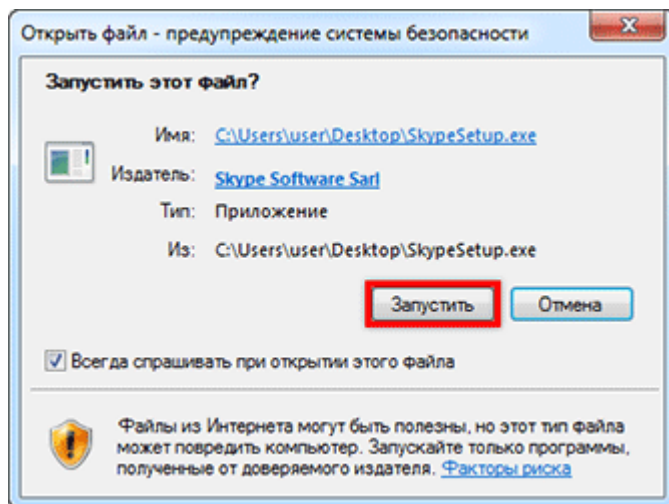 Открыть файл - предупреждение системы безопасности
Запустить этот файл?
Имя: C:\Users\user\Desktop\SkypeSetup.exe
Издатель: Skype Software Sarl
Тип: Приложение
Из: C:\Users\user\Desktop\SkypeSetup.exe
Запустить Отмена
Всегда спрашивать при открытии этого файла
Файлы из Интернета могут быть полезны, но этот тип файла
может повредить компьютер. Запускайте только программы,
полученные от доверяемого издателя. Факторы риска